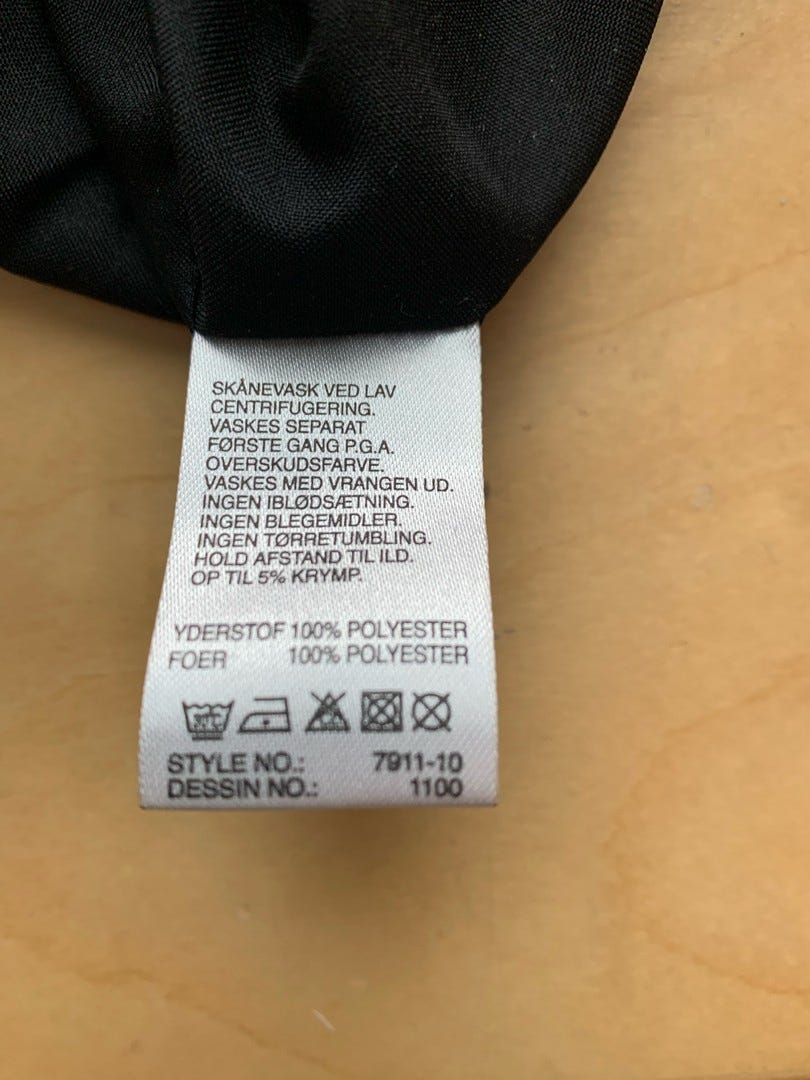 SKÅNEVASK VED LAV
CENTRIFUGERING.
VASKES SEPARAT
FØRSTE GANG P.G.A.
OVERSKUDSFARVE.
VASKES MED VRANGEN UD.
INGEN IBLØDSÆTNING.
INGEN BLEGEMIDLER.
INGEN TØRRETUMBLING.
HOLD AFSTAND TIL ILD.
OP TIL 5% KRYMP.
YDERSTOF 100% POLYESTER
FOER 100% POLYESTER
STYLE NO.: 7911-10
DESSIN NO.: 1100